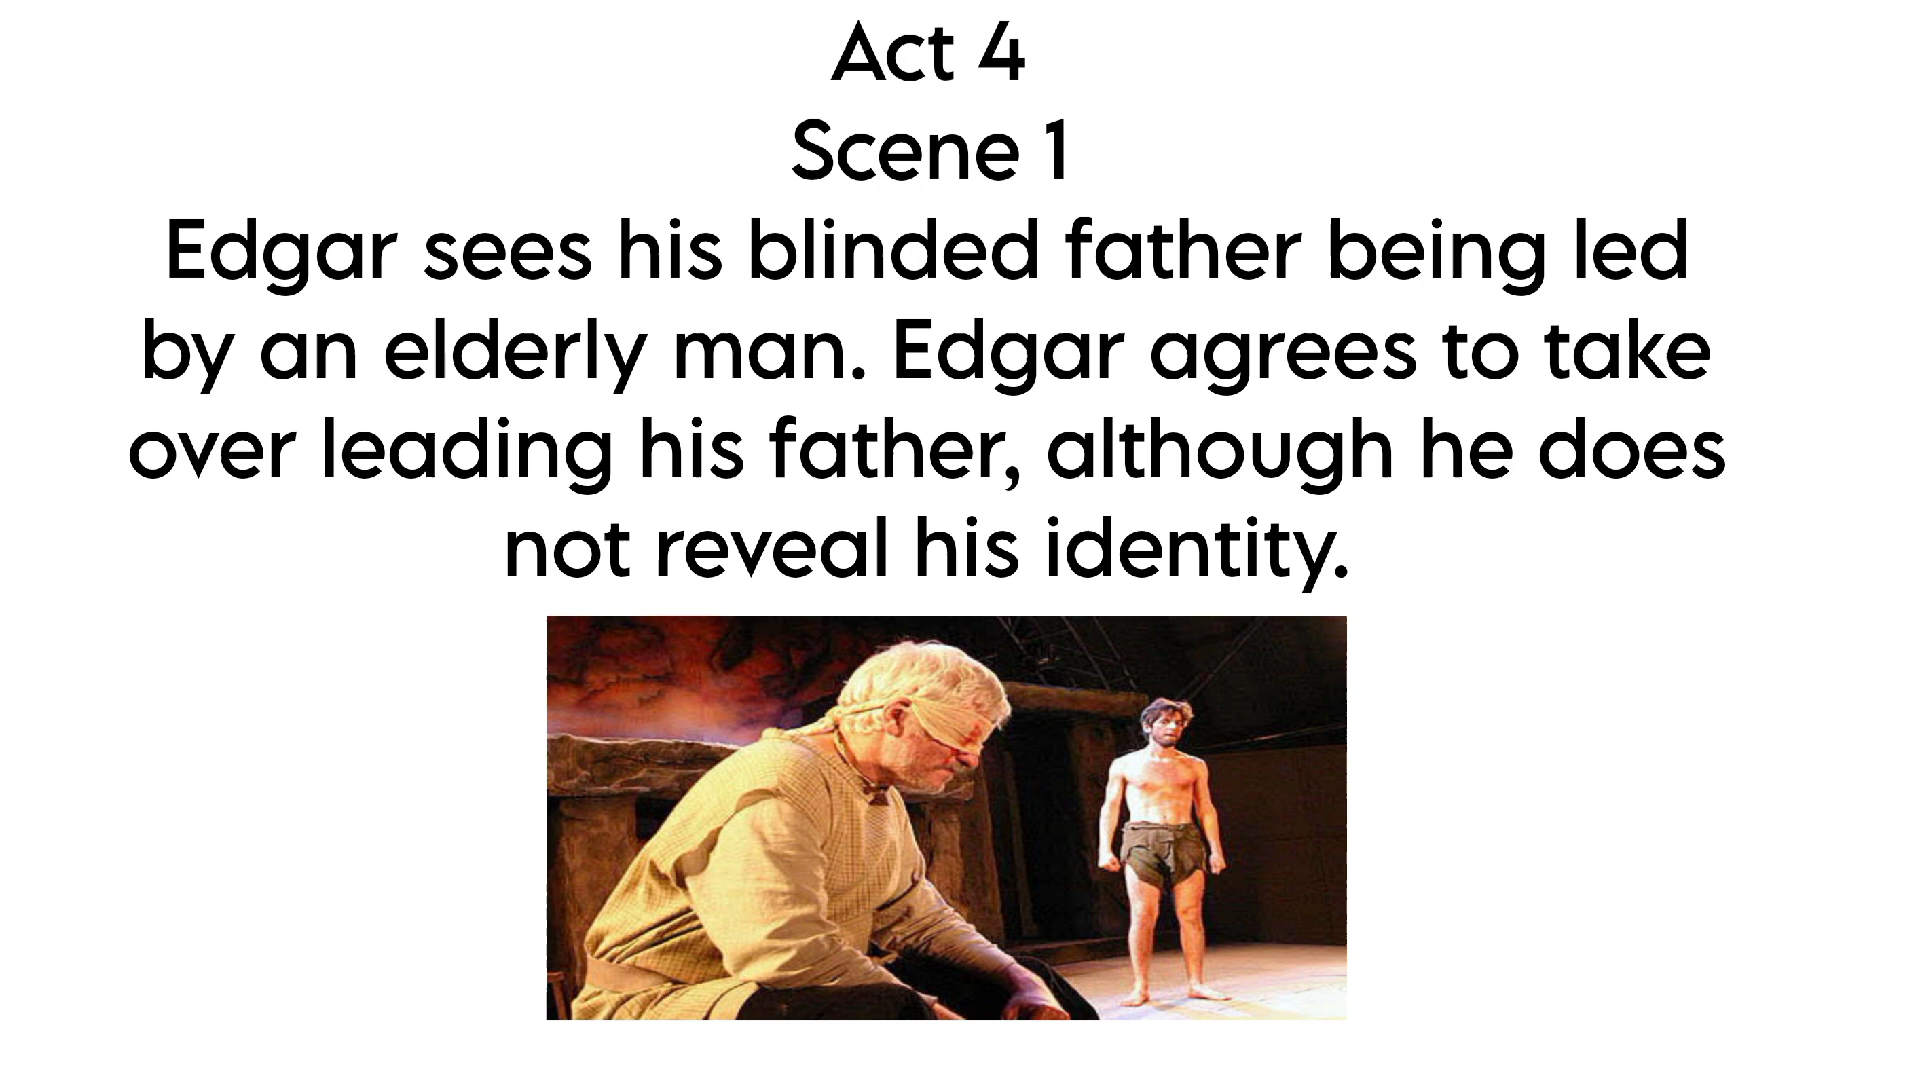 Act 4
Scene 1
Edgar sees his blinded father being led
by an elderly man. Edgar agrees to take
over leading his father, although he does
not reveal his identity.